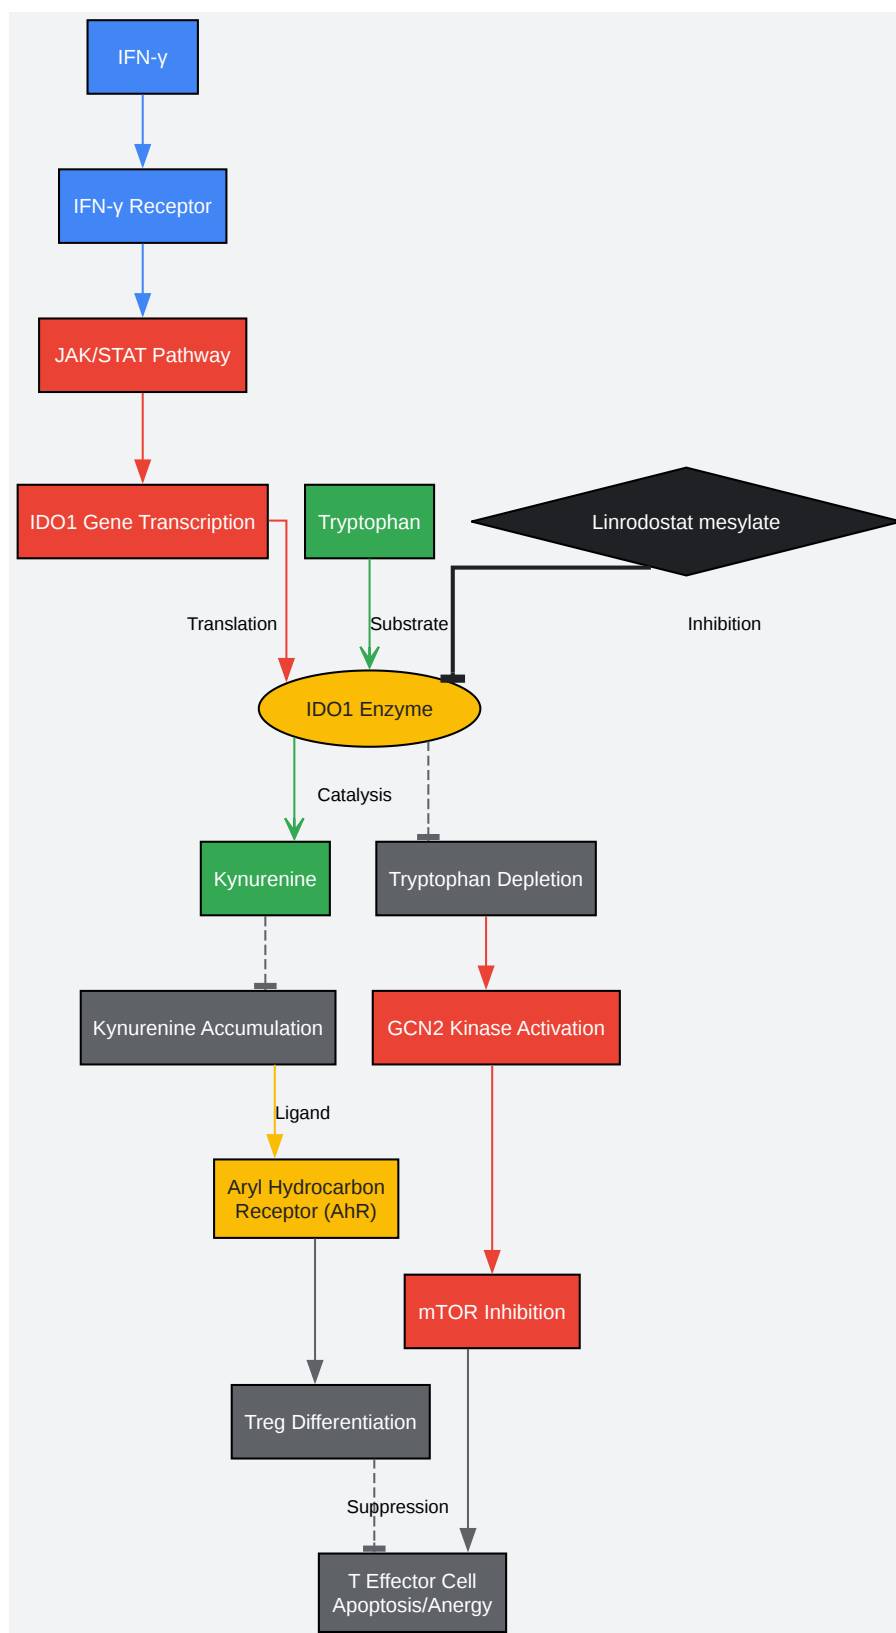 IFN-γ
IFN-γ Receptor
JAK/STAT Pathway
IDO1 Gene Transcription
Tryptophan
Linrodostat mesylate
Translation
Substrate
Inhibition
IDO1 Enzyme
Catalysis
Kynurenine
Tryptophan Depletion
Kynurenine Accumulation
GCN2 Kinase Activation
Ligand
Aryl Hydrocarbon
Receptor (AhR)
mTOR Inhibition
Treg Differentiation
Suppression
T Effector Cell
Apoptosis/Anergy